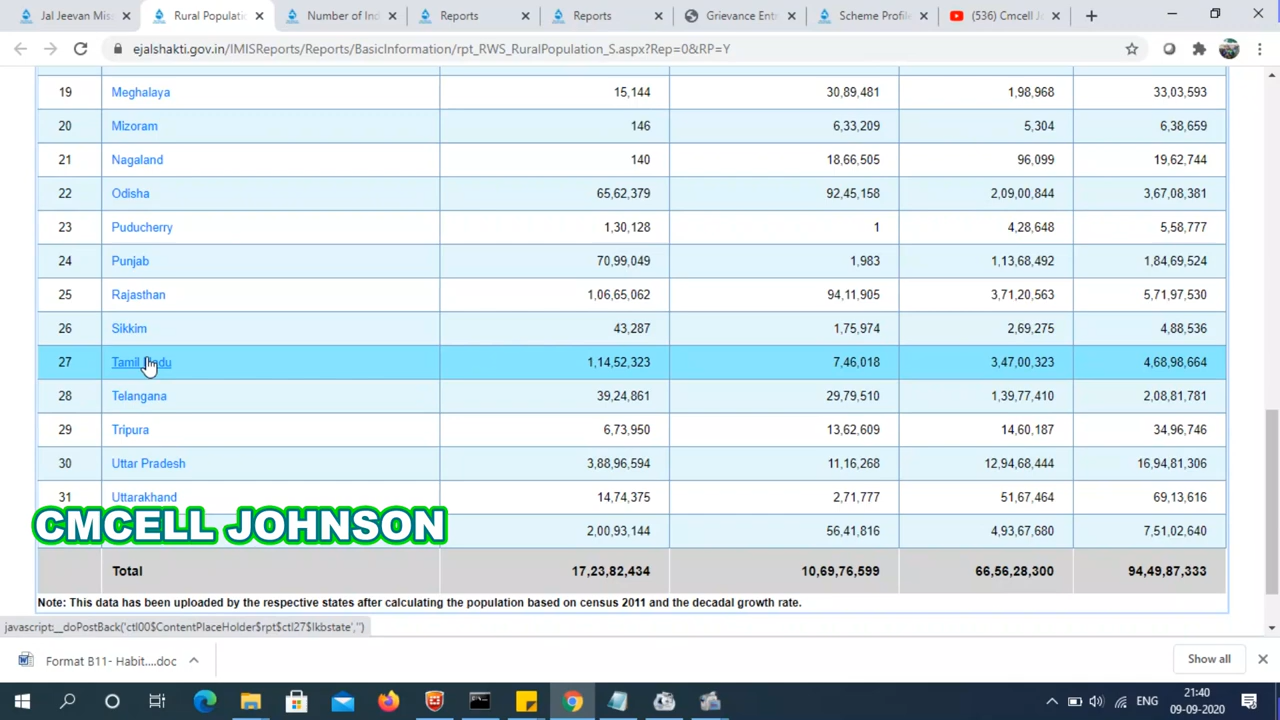 Jal Jeevan Miss
Rural Populati
Number of Ind
Reports
Reports
Grievance Entr
Scheme Profile
(536) Cmcell Jo
ejalshakti.gov.in/IMISReports/Reports/BasicInformation/rpt_RWS_RuralPopulation_S.aspx?Rep=0&RP=Y
19 Meghalaya 15,144 30,89,481 1,98,968 33,03,593
20 Mizoram 146 6,33,209 5,304 6,38,659
21 Nagaland 140 18,66,505 96,099 19,62,744
22 Odisha 65,62,379 92,45,158 2,09,00,844 3,67,08,381
23 Puducherry 1,30,128 1 4,28,648 5,58,777
24 Punjab 70,99,049 1,983 1,13,68,492 1,84,69,524
25 Rajasthan 1,06,65,062 94,11,905 3,71,20,563 5,71,97,530
26 Sikkim 43,287 1,75,974 2,69,275 4,88,536
27 Tamil Nadu 1,14,52,323 7,46,018 3,47,00,323 4,68,98,664
28 Telangana 39,24,861 29,79,510 1,39,77,410 2,08,81,781
29 Tripura 6,73,950 13,62,609 14,60,187 34,96,746
30 Uttar Pradesh 3,88,96,594 11,16,268 12,94,68,444 16,94,81,306
31 Uttarakhand 14,74,375 2,71,777 51,67,464 69,13,616
CMCELL JOHNSON
2,00,93,144 56,41,816 4,93,67,680 7,51,02,640
Total 17,23,82,434 10,69,76,599 66,56,28,300 94,49,87,333
Note: This data has been uploaded by the respective states after calculating the population based on census 2011 and the decadal growth rate.
javascript:__doPostBack('ctl00$ContentPlaceHolder$rpt$ctl27$lkbstate','')
Format B11- Habit....doc
Show all
ENG
21:40
09-09-2020